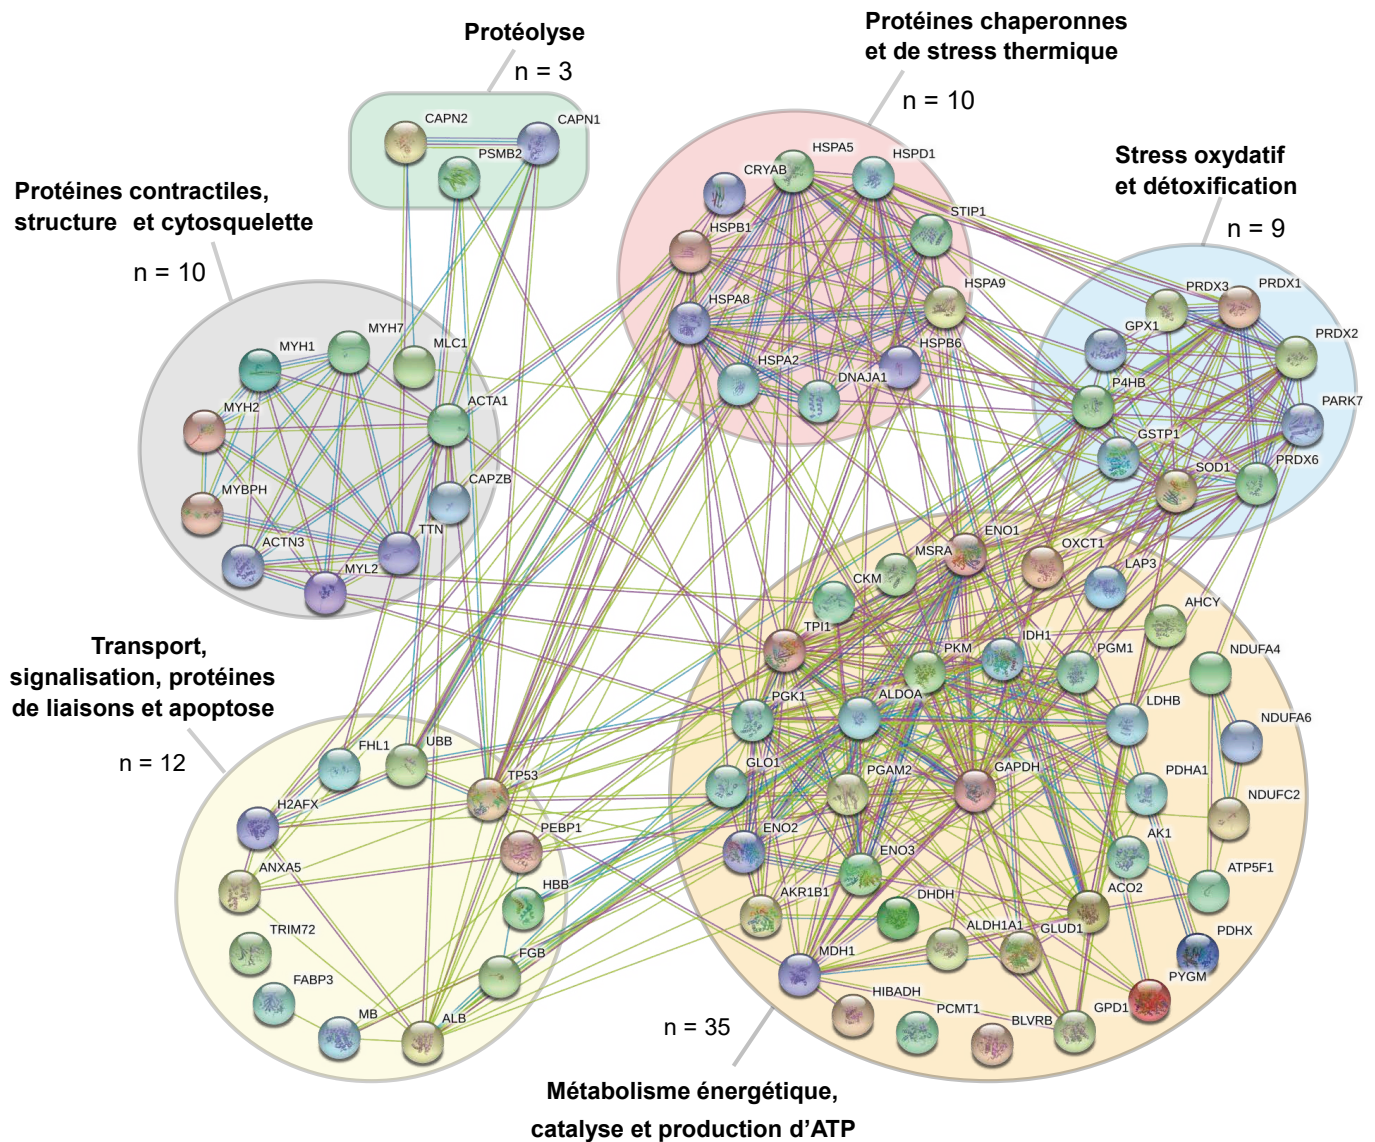 Protéolyse
n = 3
CAPN2
CAPN1
PSMB2
Protéines chaperonnes
et de stress thermique
n = 10
HSPA5
HSPD1
CRYAB
STIP1
HSPB1
HSPA9
HSPA8
HSPB6
HSPA2
DNAJA1
Stress oxydatif
et détoxification
n = 9
PRDX3
PRDX1
GPX1
PRDX2
P4HB
PARK7
GSTP1
SOD1
PRDX6
Protéines contractiles,
structure et cytosquelette
n = 10
MYH7
MYH1
MLC1
MYH2
ACTA1
CAPZB
MYBPH
TTN
ACTN3
MYL2
Transport,
signalisation, protéines
de liaisons et apoptose
n = 12
FHL1
UBB
TP53
H2AFX
PEBP1
ANXA5
HBB
TRIM72
FGB
FABP3
MB
ALB
ENO1
OXCT1
MSRA
LAP3
CKM
AHCY
TPI1
IDH1
PKM
PGM1
NDUFA4
PGK1
ALDOA
LDHB
NDUFA6
GLO1
PGAM2
GAPDH
PDHA1
NDUFC2
ENO2
ENO3
AK1
ATP5F1
AKR1B1
DHDH
ACO2
ALDH1A1
GLUD1
PDHX
MDH1
PYGM
HIBADH
PCMT1
BLVRB
GPD1
n = 35
Métabolisme énergétique,
catalyse et production d’ATP